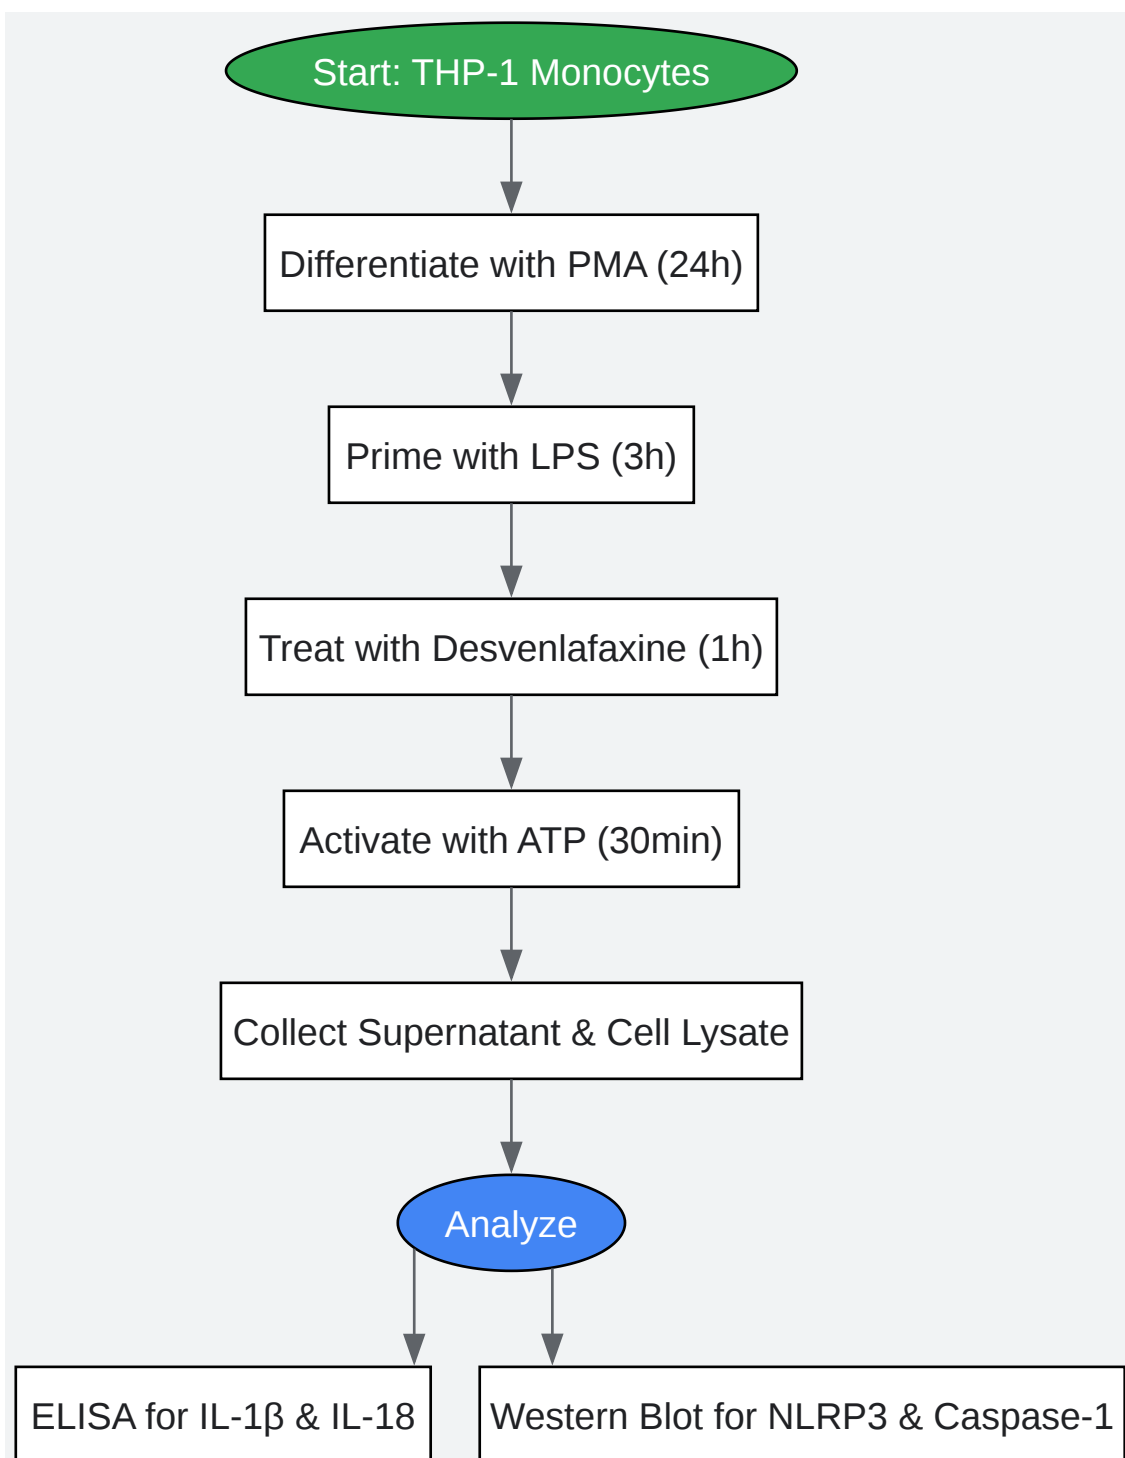 Start: THP-1 Monocytes
Differentiate with PMA (24h)
Prime with LPS (3h)
Treat with Desvenlafaxine (1h)
Activate with ATP (30min)
Collect Supernatant & Cell Lysate
Analyze
ELISA for IL-1β & IL-18
Western Blot for NLRP3 & Caspase-1